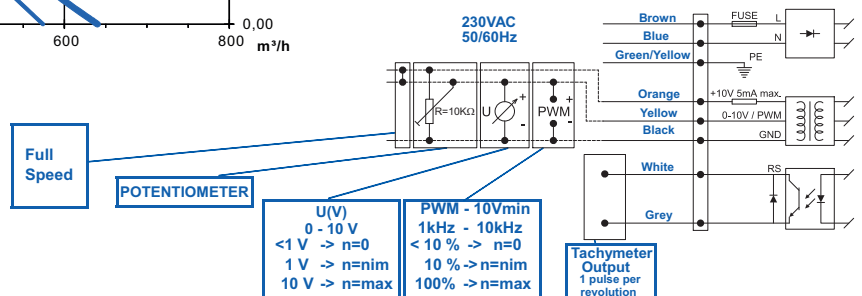 0,00
600
800
m³/h
230VAC
50/60Hz
Brown
FUSE
L
Blue
N
Green/Yellow
PE
Orange
+10V 5mA max.
Yellow
0-10V / PWM
Black
GND
White
RS
Grey
R=10KΩ
U
+
-
PWM
+
-
Full
Speed
POTENTIOMETER
U(V)
0 - 10 V
<1 V -> n=0
1 V -> n=nim
10 V -> n=max
PWM - 10Vmin
1kHz - 10kHz
< 10 % -> n=0
10 % -> n=nim
100% -> n=max
Tachymeter
Output
1 pulse per
revolution